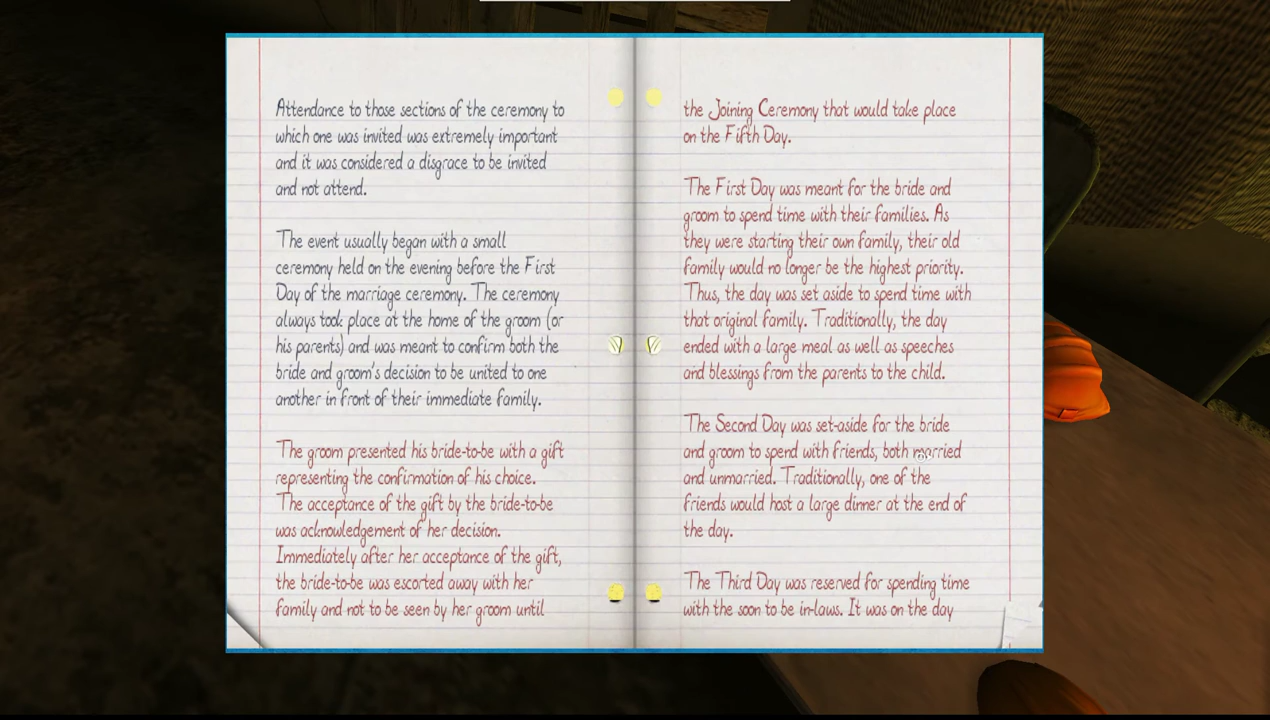 Attendance to those sections of the ceremony to
which one was invited was extremely important
and it was considered a disgrace to be invited
and not attend.
The event usually began with a small
ceremony held on the evening before the First
Day of the marriage ceremony. The ceremony
always took place at the home of the groom (or
his parents) and was meant to confirm both the
bride and groom's decision to be united to one
another in front of their immediate family.
The groom presented his bride-to-be with a gift
representing the confirmation of his choice.
The acceptance of the gift by the bride-to-be
was acknowledgement of her decision.
Immediately after her acceptance of the gift,
the bride-to-be was escorted away with her
family and not to be seen by her groom until
the Joining Ceremony that would take place
on the Fifth Day.
The First Day was meant for the bride and
groom to spend time with their families. As
they were starting their own family, their old
family would no longer be the highest priority.
Thus, the day was set aside to spend time with
that original family. Traditionally, the day
ended with a large meal as well as speeches
and blessings from the parents to the child.
The Second Day was set-aside for the bride
and groom to spend with friends, both married
and unmarried. Traditionally, one of the
friends would host a large dinner at the end of
the day.
The Third Day was reserved for spending time
with the soon to be in-laws. It was on the day